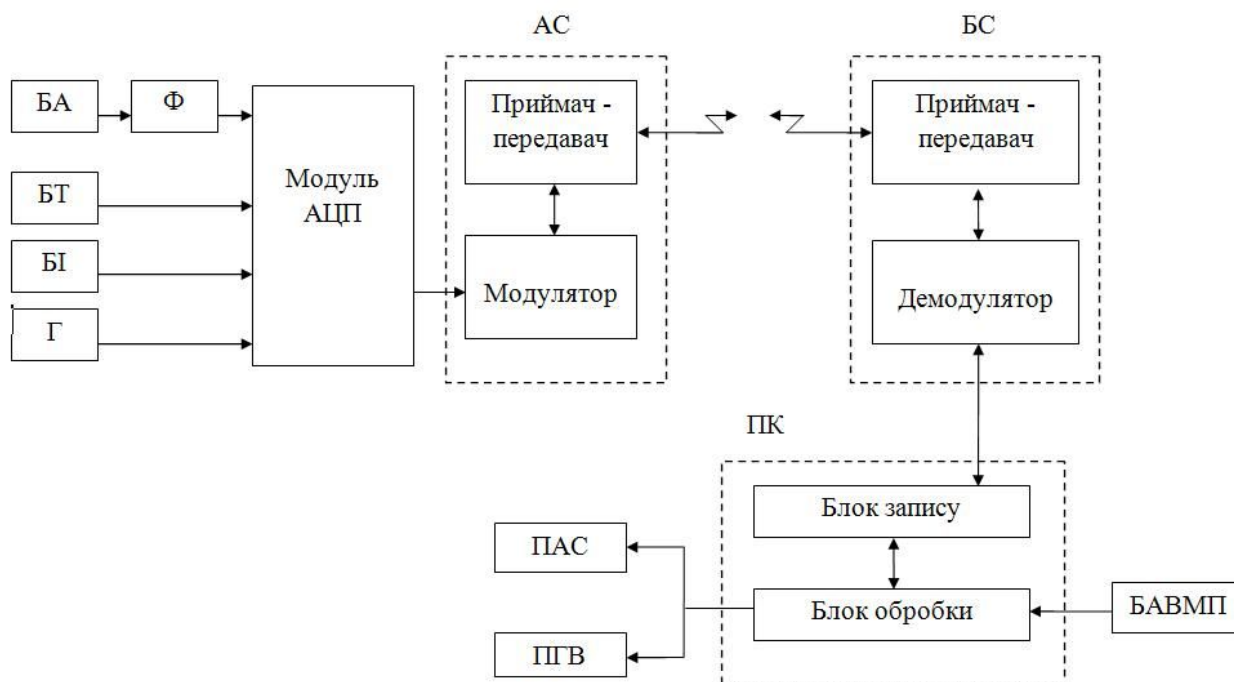 АС
БС
БА
Ф
Приймач -
передавач
Приймач -
передавач
Модуль
АЦП
БТ
БІ
Г
Модулятор
Демодулятор
ПК
Блок запису
ПАС
Блок обробки
БАВМП
ПГВ